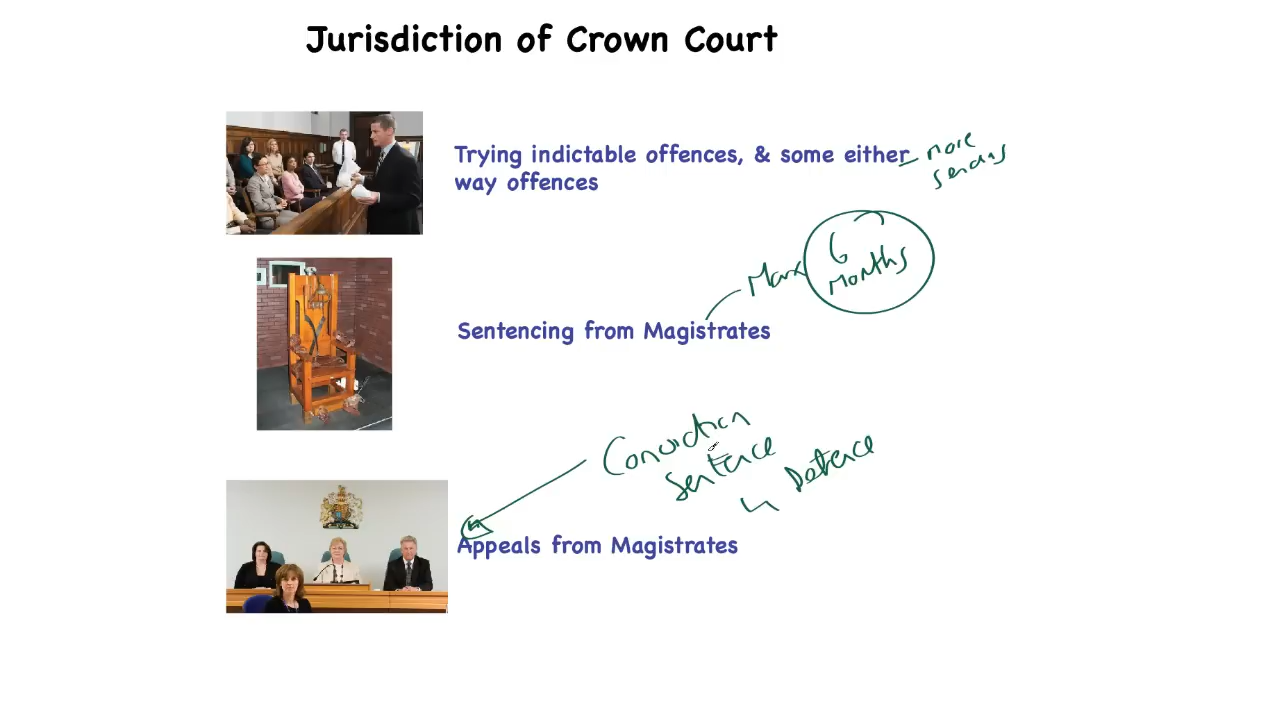 Jurisdiction of Crown Court
Trying indictable offences, & some either
way offences
more
serious
Max
6
months
Sentencing from Magistrates
Conviction
Sentence
Defence
Appeals from Magistrates